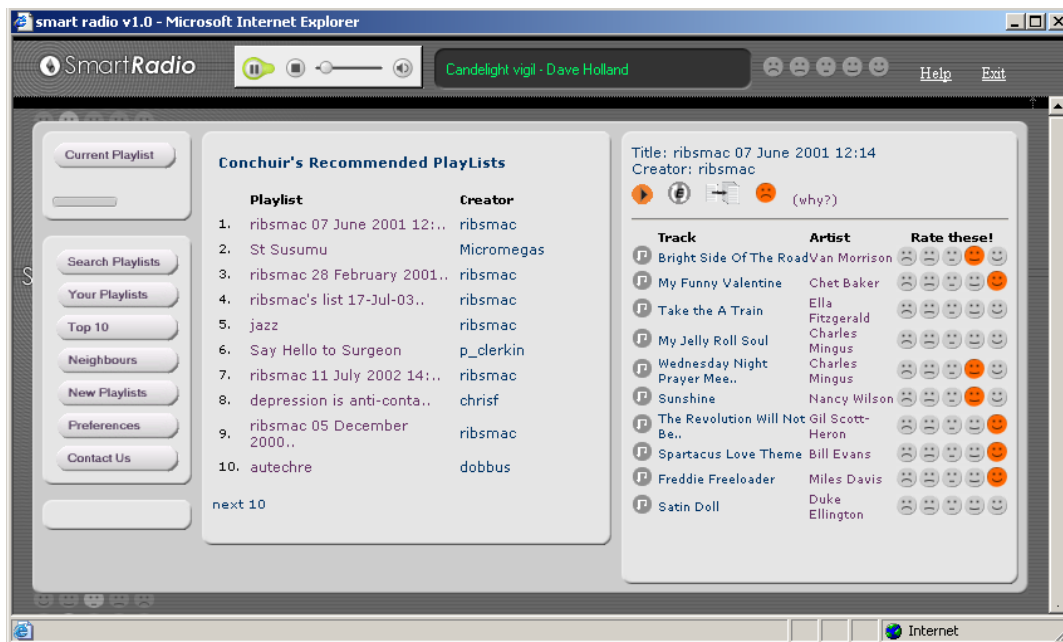 smart radio v1.0 - Microsoft Internet Explorer
SmartRadio
Candelight vigil - Dave Holland
Help
Exit
Current Playlist
Search Playlists
Your Playlists
Top 10
Neighbours
New Playlists
Preferences
Contact Us
Conchuir's Recommended PlayLists
Playlist Creator
1. ribsmac 07 June 2001 12:.. ribsmac
2. St Susumu Micromegas
3. ribsmac 28 February 2001.. ribsmac
4. ribsmac's list 17-Jul-03.. ribsmac
5. jazz ribsmac
6. Say Hello to Surgeon p_clerkin
7. ribsmac 11 July 2002 14:.. ribsmac
8. depression is anti-conta.. chrisf
9. ribsmac 05 December
2000.. ribsmac
10. autechre dobbus
next 10
Title: ribsmac 07 June 2001 12:14
Creator: ribsmac
(why?)
Track Artist Rate these!
Bright Side Of The Road Van Morrison
My Funny Valentine Chet Baker
Take the A Train Ella
Fitzgerald
My Jelly Roll Soul Charles
Mingus
Wednesday Night Charles
Prayer Mee.. Mingus
Sunshine Nancy Wilson
The Revolution Will Not Gil Scott-
Be.. Heron
Spartacus Love Theme Bill Evans
Freddie Freeloader Miles Davis
Satin Doll Duke
Ellington
S
Internet